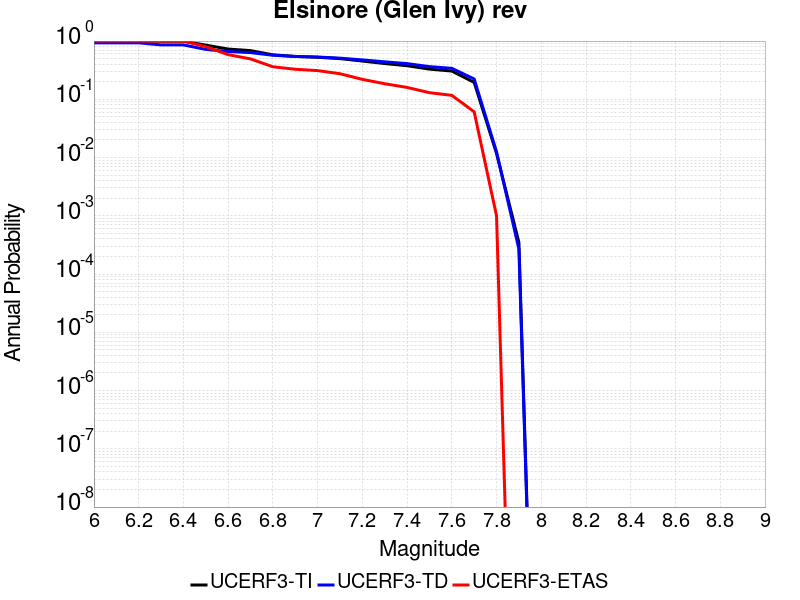 Elsinore (Glen Ivy) rev
10^0
10^-1
10^-2
10^-3
10^-4
10^-5
10^-6
10^-7
10^-8
Annual Probability
6 6.2 6.4 6.6 6.8 7 7.2 7.4 7.6 7.8 8 8.2 8.4 8.6 8.8 9
Magnitude
UCERF3-TI UCERF3-TD UCERF3-ETAS